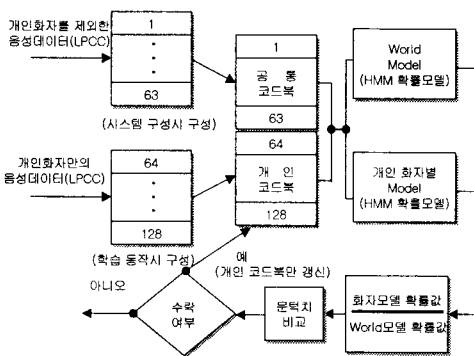 개인화자를 제외한
음성데이터(LPCC)
1
63
(시스템 구성시 구성)
1
공 통
코드북
63
World
Model
(HMM 확률모델)
개인화자만의
음성데이터(LPCC)
64
128
(학습 동작시 구성)
64
개 인
코드북
128
개인 화자별
Model
(HMM 확률모델)
예
(개인 코드북만 갱신)
아니오
수락
여부
문턱치
비교
화자모델 확률값
World모델 확률값